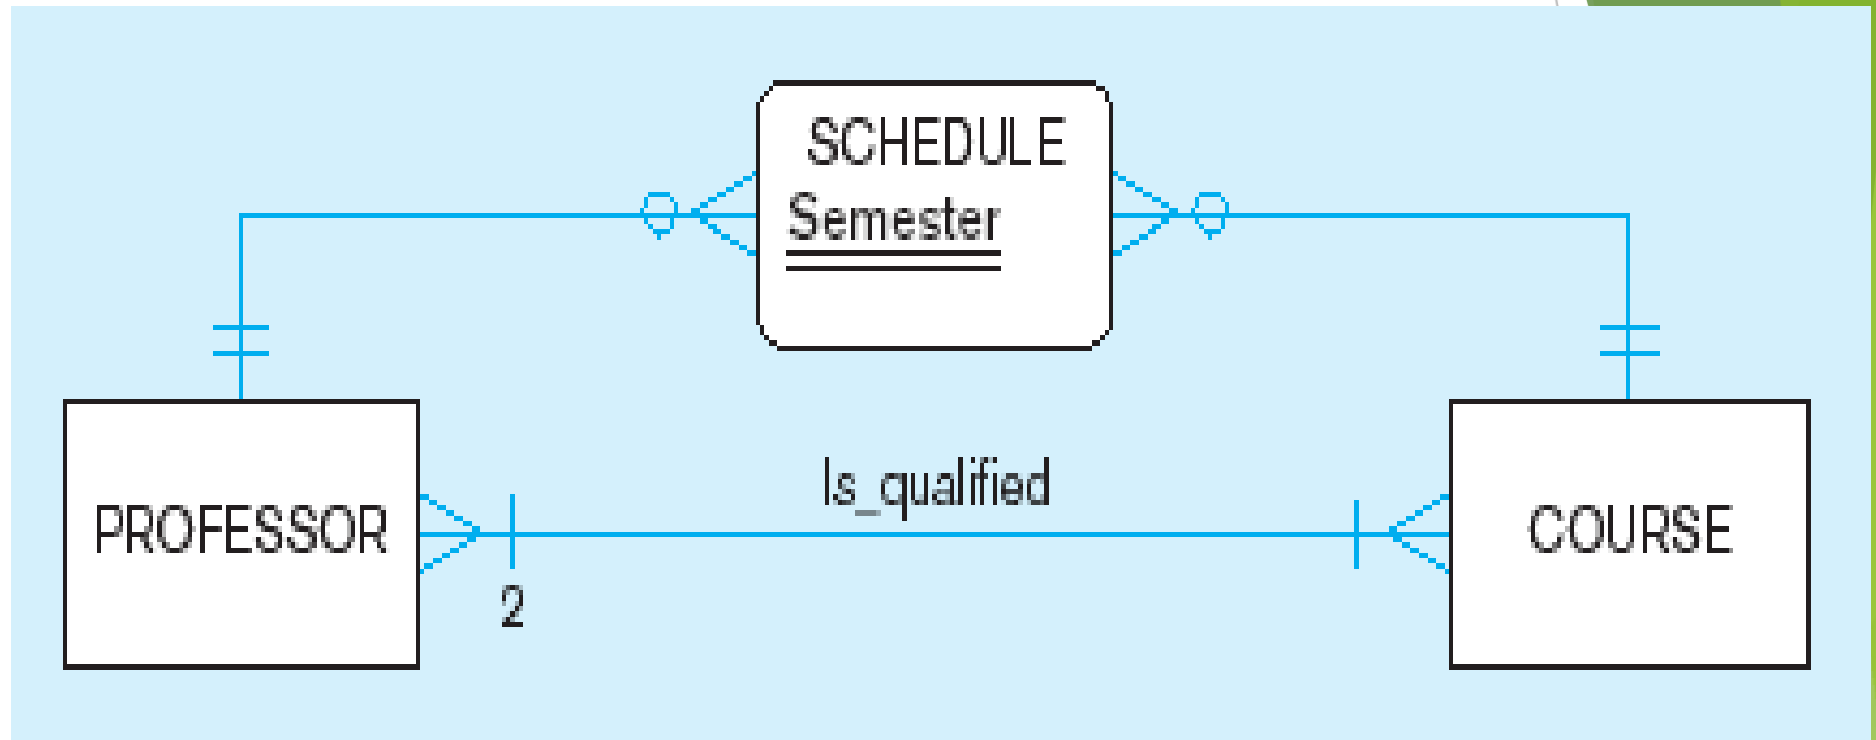 SCHEDULE
Semester
Is_qualified
PROFESSOR
COURSE
2